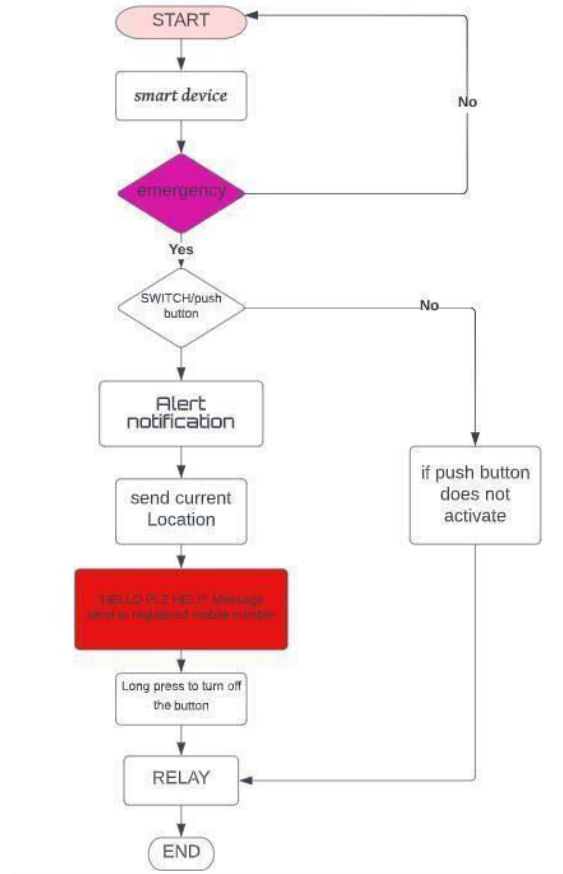 START
smart device
No
emergency
Yes
SWITCH/push
button
No
Alert
notification
send current
Location
if push button
does not
activate
"HELLO PLZ HELP" Message
send to registered mobile number
Long press to turn off
the button
RELAY
END